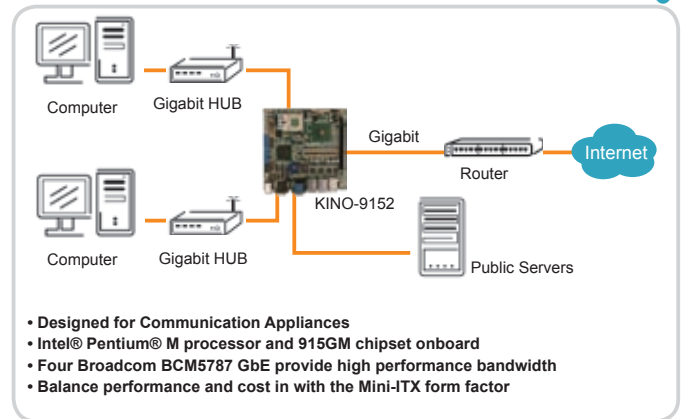 Computer
Gigabit HUB
Gigabit
Internet
Router
KINO-9152
Computer
Gigabit HUB
Public Servers
• Designed for Communication Appliances
• Intel® Pentium® M processor and 915GM chipset onboard
• Four Broadcom BCM5787 GbE provide high performance bandwidth
• Balance performance and cost in with the Mini-ITX form factor